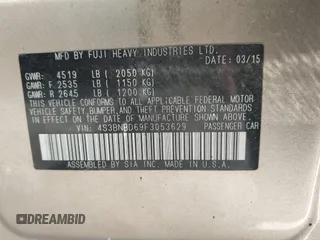 MFD BY FUJI HEAVY INDUSTRIES LTD.
DATE: 03/15
GVWR: 4519 LB ( 2050 KG)
GAWR: F. 2535 LB ( 1150 KG)
GAWR: R. 2645 LB ( 1200 KG)
THIS VEHICLE CONFORMS TO ALL APPLICABLE FEDERAL MOTOR VEHICLE SAFETY, BUMPER, AND THEFT PREVENTION STANDARDS IN EFFECT ON THE DATE OF MANUFACTURE SHOWN ABOVE.
V.I.N.: 4S3BNBD69F3053629 PASSENGER CAR
ASSEMBLED BY SIA INC. MADE IN U.S.A.
DREAMBID